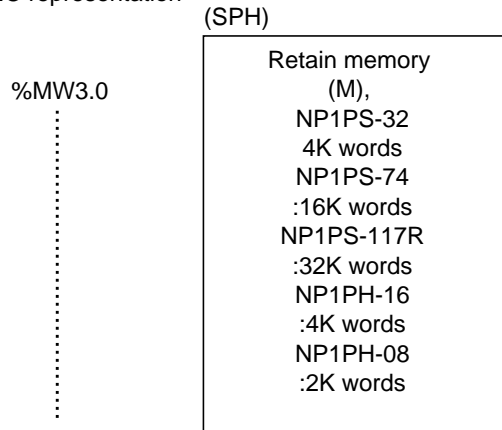 representation
(SPH)
%MW3.0
Retain memory
(M),
NP1PS-32
4K words
NP1PS-74
:16K words
NP1PS-117R
:32K words
NP1PH-16
:4K words
NP1PH-08
:2K words